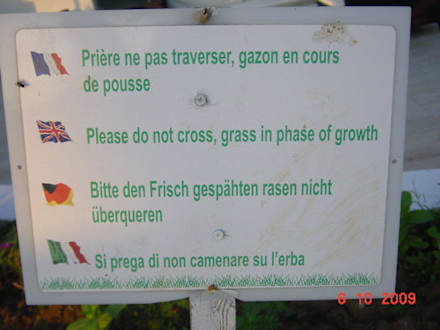 Prière ne pas traverser, gazon en cours
de pousse
Please do not cross, grass in phase of growth
Bitte den Frisch gespähten rasen nicht
überqueren
Si prega di non camenare su l'erba
6 10 2009